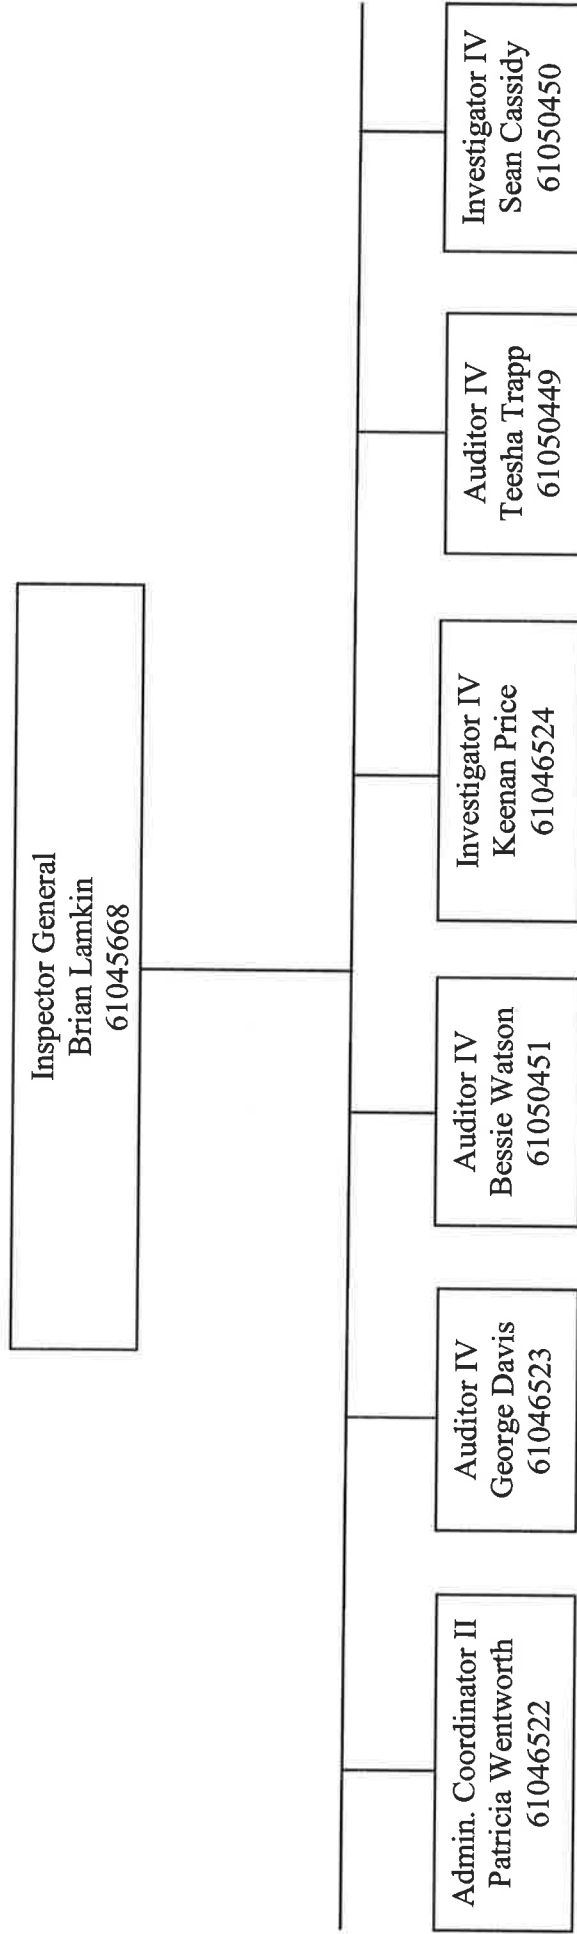 Inspector General
Brian Lamkin
61045668
Admin. Coordinator II
Patricia Wentworth
61046522
Auditor IV
George Davis
61046523
Auditor IV
Bessie Watson
61050451
Investigator IV
Keenan Price
61046524
Auditor IV
Teesha Trapp
61050449
Investigator IV
Sean Cassidy
61050450